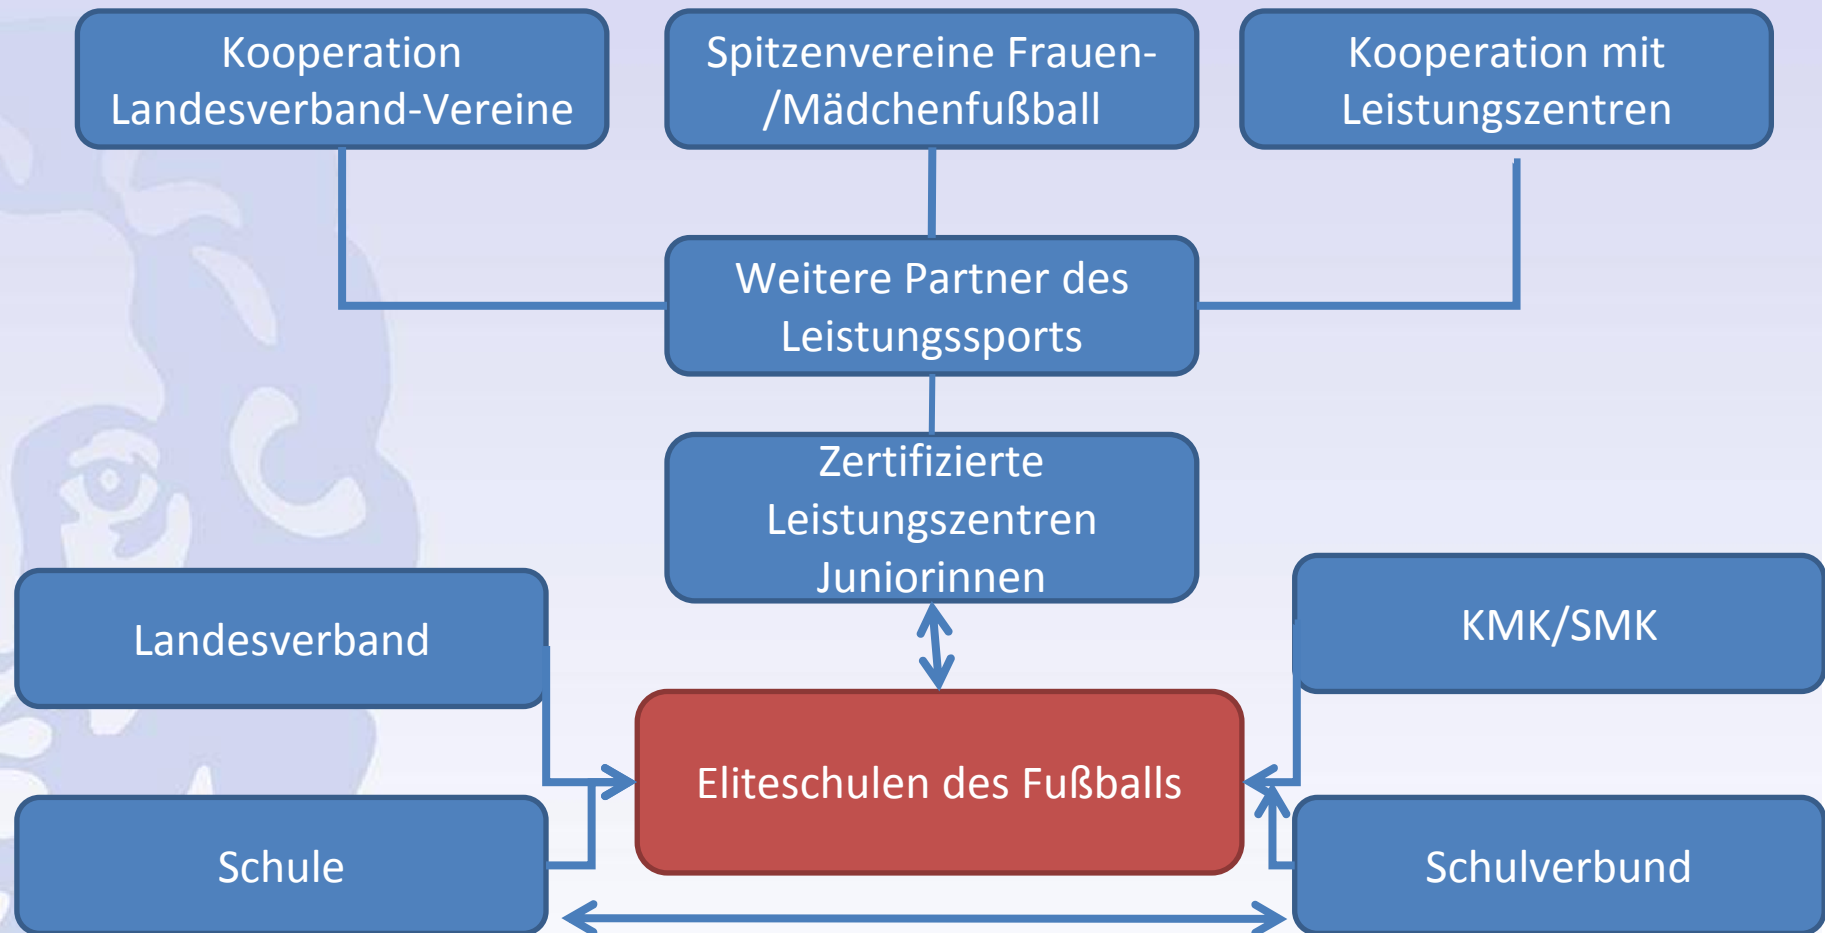 Kooperation
Landesverband-Vereine
Spitzenvereine Frauen-
/Mädchenfußball
Kooperation mit
Leistungszentren
Weitere Partner des
Leistungssports
Zertifizierte
Leistungszentren
Juniorinnen
Landesverband
KMK/SMK
Eliteschulen des Fußballs
Schule
Schulverbund